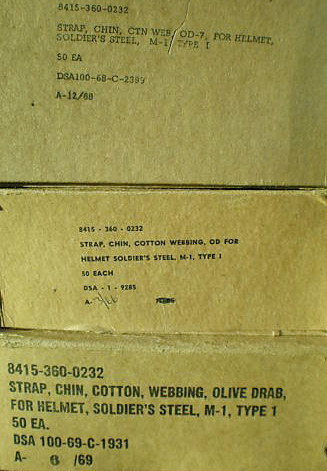 8415-360-0232
STRAP, CHIN, CTN WEB, OD-7, FOR HELMET,
SOLDIER'S STEEL, M-1, TYPE I
50 EA
DSA100-68-C-2389
A-12/68
8415 - 360 - 0232
STRAP, CHIN, COTTON WEBBING, OD FOR
HELMET SOLDIER'S STEEL, M-1, TYPE I
50 EACH
DSA - 1 - 9285
A-
8415-360-0232
STRAP, CHIN, COTTON, WEBBING, OLIVE DRAB,
FOR HELMET, SOLDIER'S STEEL, M-1, TYPE 1
50 EA.
DSA 100-69-C-1931
A- 6 /69